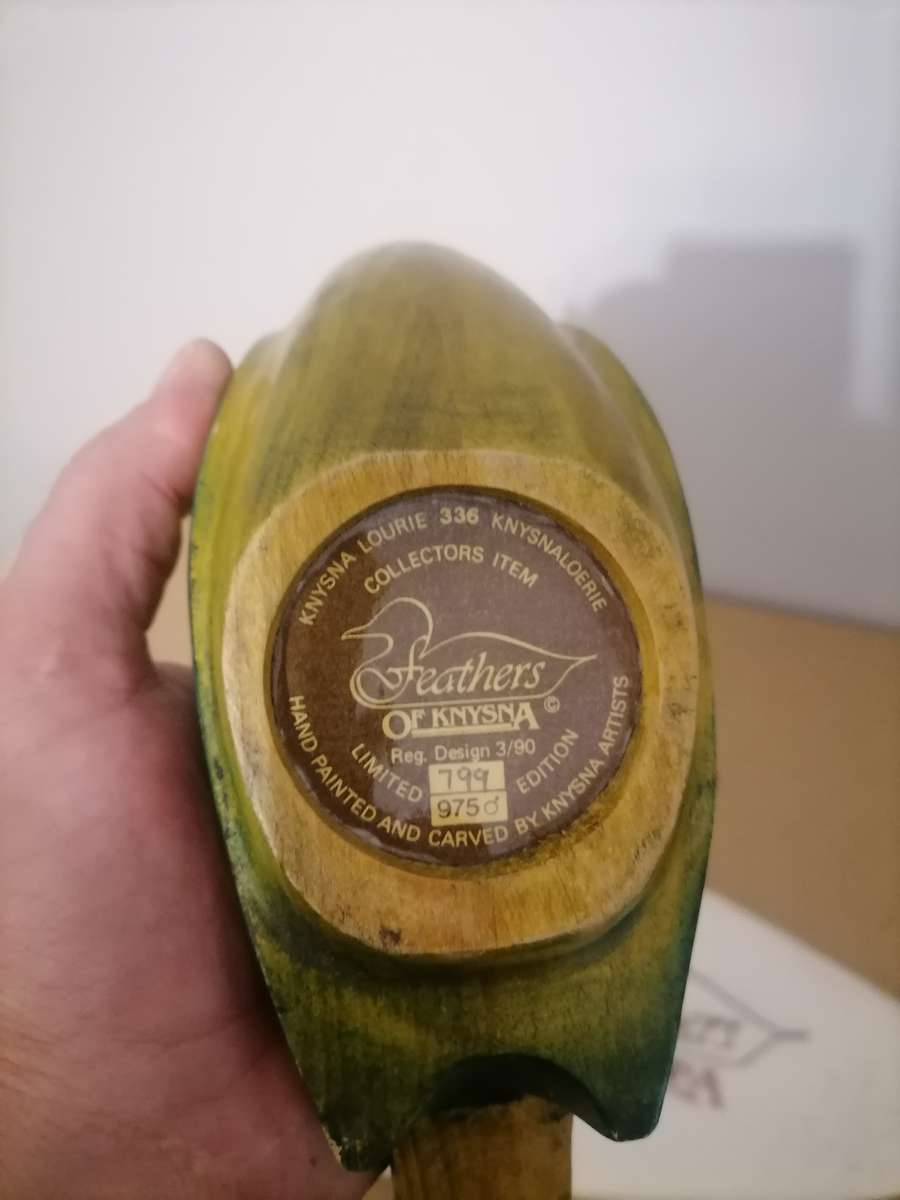 KNYSNA LOURIE 336 KNYSNALOERIE
COLLECTORS ITEM
Feathers
OF KNYSNA ©
Reg. Design 3/90
LIMITED EDITION
799
975♂
HAND PAINTED AND CARVED BY KNYSNA ARTISTS